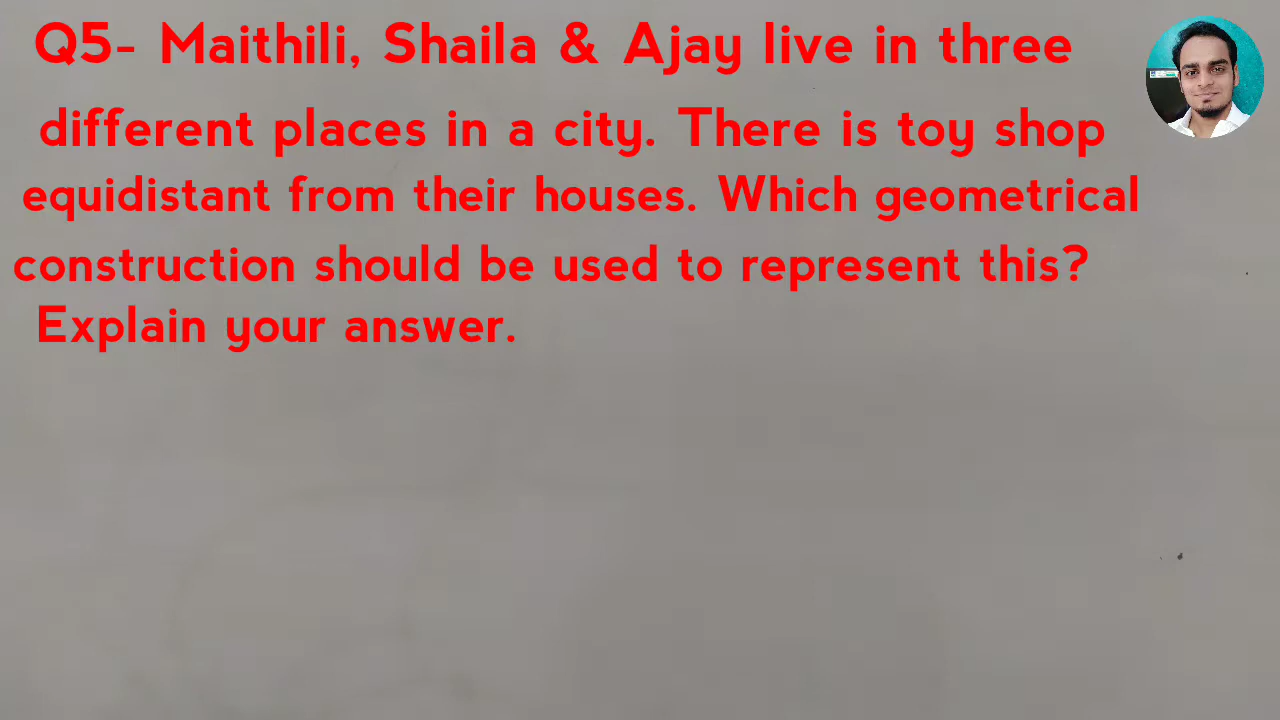 Q5- Maithili, Shaila & Ajay live in three
different places in a city. There is toy shop
equidistant from their houses. Which geometrical
construction should be used to represent this?
Explain your answer.